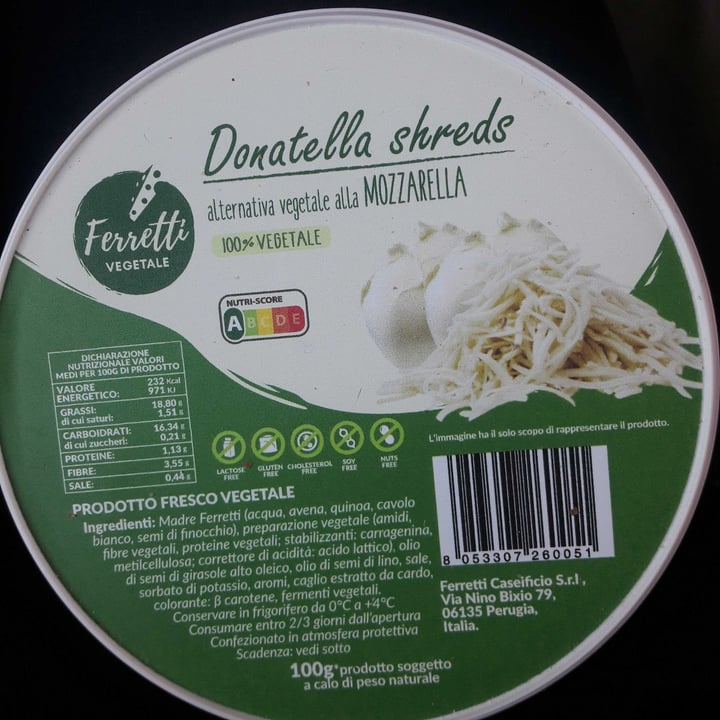 Donatella shreds
alternativa vegetale alla MOZZARELLA
100% VEGETALE
Ferretti
VEGETALE
NUTRI-SCORE
A B C D E
DICHIARAZIONE
NUTRIZIONALE VALORI
MEDI PER 100G DI PRODOTTO
VALORE 232 Kcal
ENERGETICO: 971 KJ
GRASSI: 18,80 g
di cui saturi: 1,51 g
CARBOIDRATI: 16,34 g
di cui zuccheri: 0,21 g
PROTEINE: 1,13 g
FIBRE: 3,55 g
SALE: 0,44 g
LACTOSE FREE
GLUTEN FREE
CHOLESTEROL FREE
SOY FREE
NUTS FREE
L'immagine ha il solo scopo di rappresentare il prodotto.
PRODOTTO FRESCO VEGETALE
Ingredienti: Madre Ferretti (acqua, avena, quinoa, cavolo
bianco, semi di finocchio), preparazione vegetale (amidi,
fibre vegetali, proteine vegetali; stabilizzanti: carragenina,
metilcellulosa; correttore di acidità: acido lattico), olio
di semi di girasole alto oleico, olio di semi di lino, sale,
sorbato di potassio, aromi, caglio estratto da cardo,
colorante: β carotene, fermenti vegetali.
Conservare in frigorifero da 0°C a +4°C
Consumare entro 2/3 giorni dall'apertura
Confezionato in atmosfera protettiva
Scadenza: vedi sotto
100g* prodotto soggetto
a calo di peso naturale
8 053307 260051
Ferretti Caseificio S.r.l ,
Via Nino Bixio 79,
06135 Perugia,
Italia.